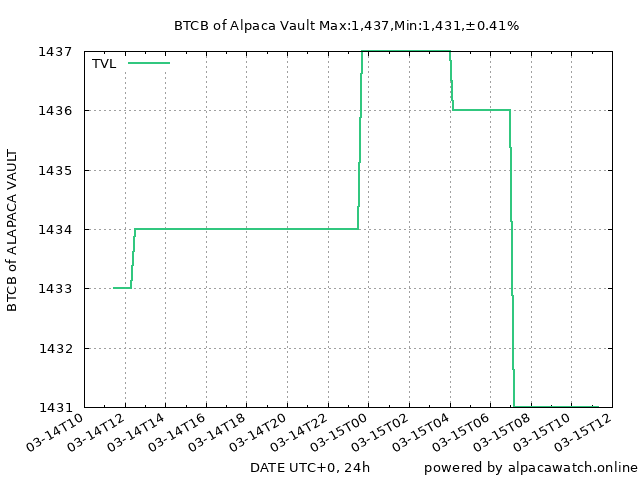 BTCB of Alpaca Vault Max:1,437,Min:1,431,±0.41%
TVL
1437
1436
1435
1434
1433
1432
1431
BTCB of ALAPACA VAULT
03-14T10
03-14T12
03-14T14
03-14T16
03-14T18
03-14T20
03-14T22
03-15T00
03-15T02
03-15T04
03-15T06
03-15T08
03-15T10
03-15T12
DATE UTC+0, 24h
powered by alpacawatch.online